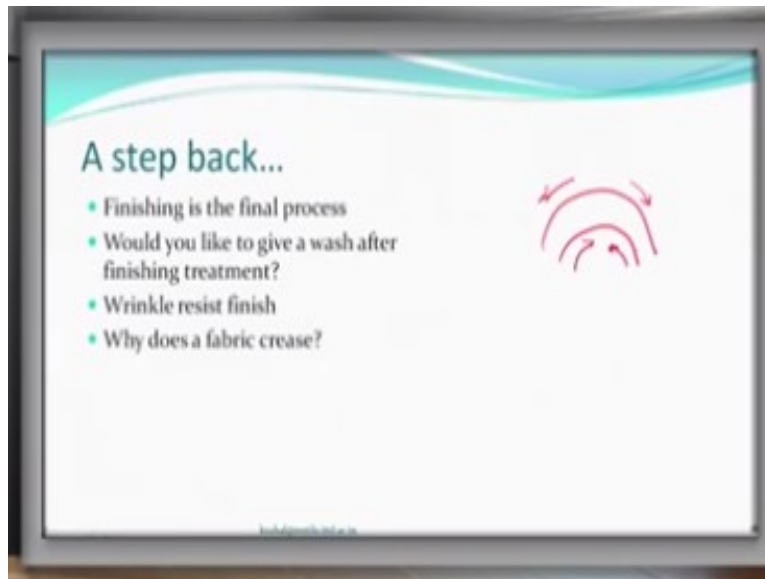 A step back...
• Finishing is the final process
• Would you like to give a wash after
finishing treatment?
• Wrinkle resist finish
• Why does a fabric crease?